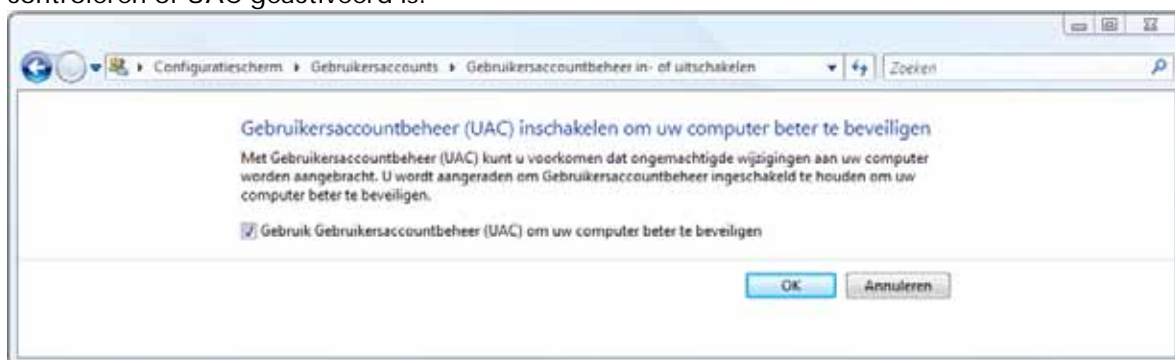 controleren of UAC geactiveerd is.
Configuratiescherm ▸ Gebruikersaccounts ▸ Gebruikersaccountbeheer in- of uitschakelen
Zoeken
Gebruikersaccountbeheer (UAC) inschakelen om uw computer beter te beveiligen
Met Gebruikersaccountbeheer (UAC) kunt u voorkomen dat ongemachtigde wijzigingen aan uw computer
worden aangebracht. U wordt aangeraden om Gebruikersaccountbeheer ingeschakeld te houden om uw
computer beter te beveiligen.
Gebruik Gebruikersaccountbeheer (UAC) om uw computer beter te beveiligen
OK
Annuleren